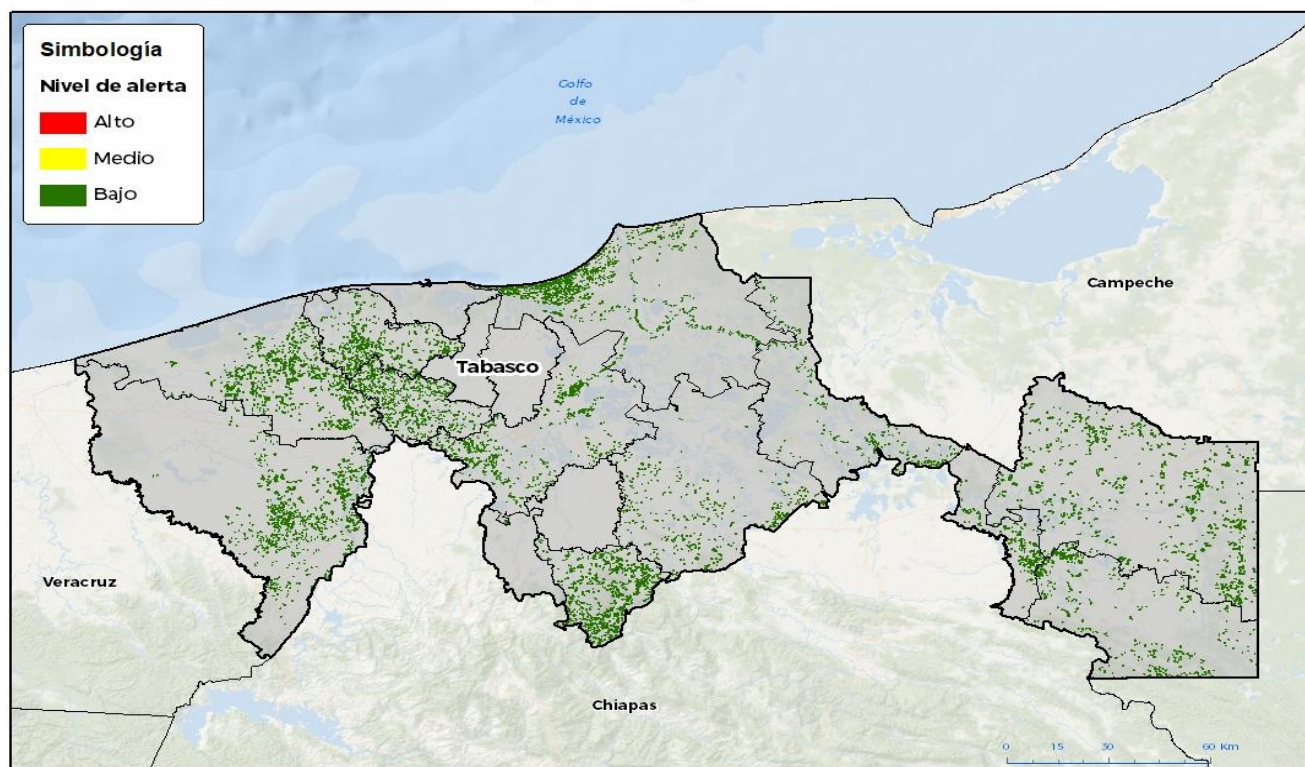 Simbología
Nivel de alerta
Alto
Medio
Bajo
Golfo
de
México
Campeche
Tabasco
Veracruz
Chiapas
0 15 30 60 Km